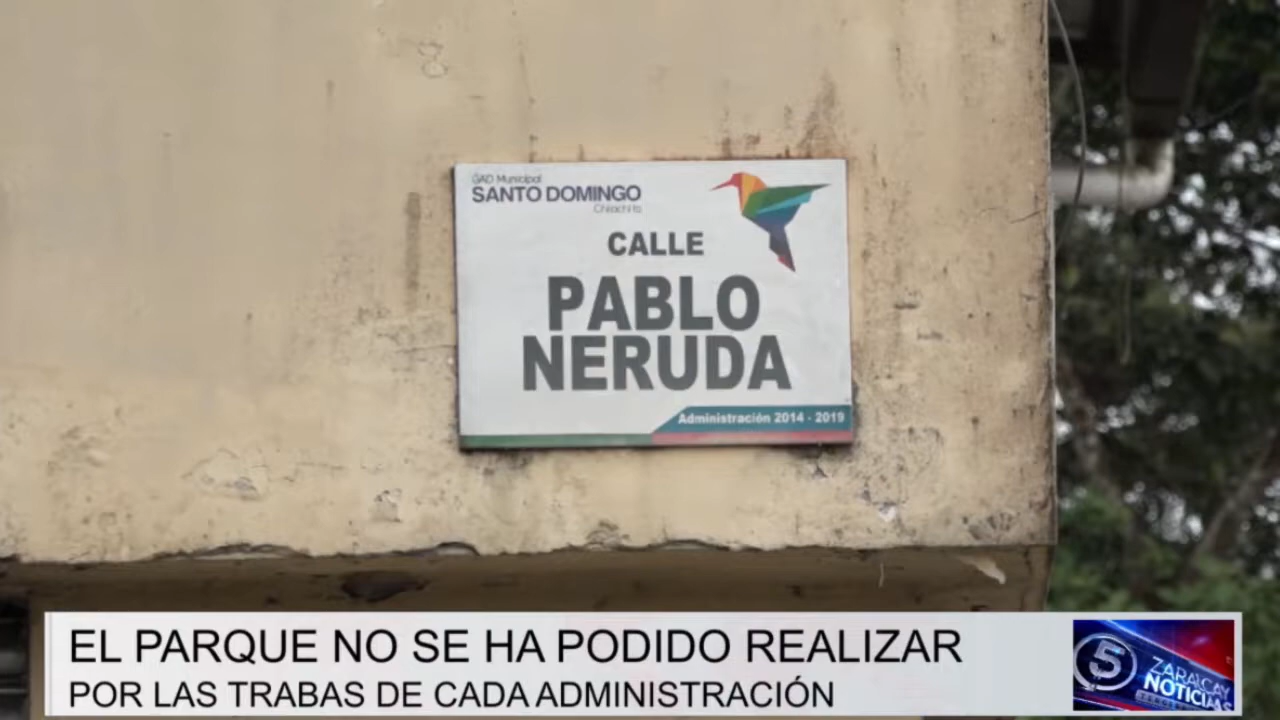 GAD Municipal
SANTO DOMINGO
CALLE
PABLO
NERUDA
Administración 2014 - 2019
EL PARQUE NO SE HA PODIDO REALIZAR
POR LAS TRABAS DE CADA ADMINISTRACIÓN
5
ZARACAY
NOTICIAS